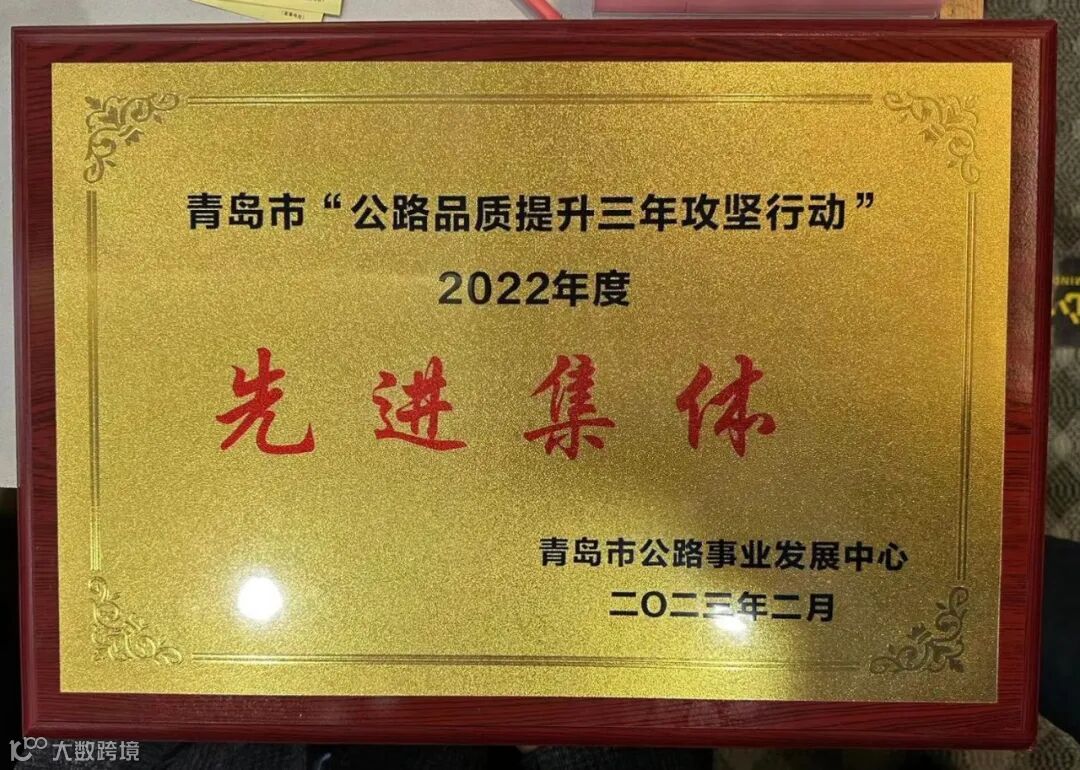 青岛市“公路品质提升三年攻坚行动”
2022年度
先进集体
青岛市公路事业发展中心
二〇二三年二月
大数跨境